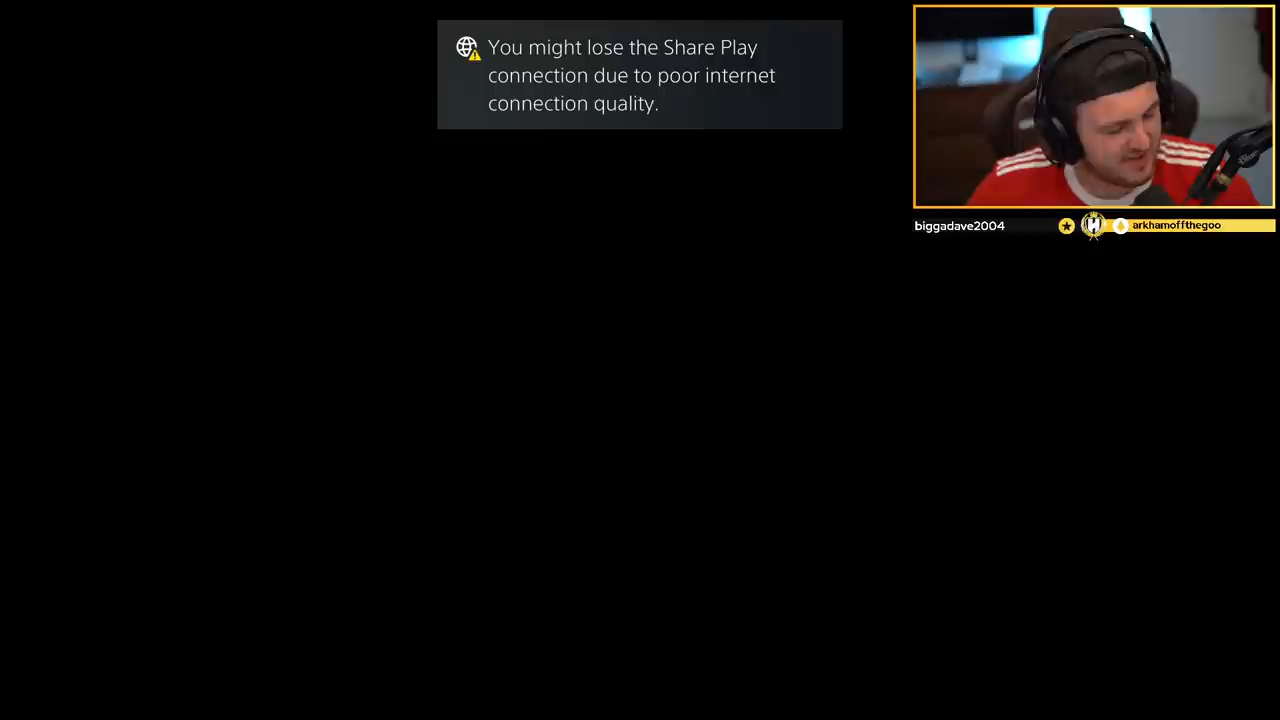 You might lose the Share Play
connection due to poor internet
connection quality.
biggadave2004
arkhamoffthegoo